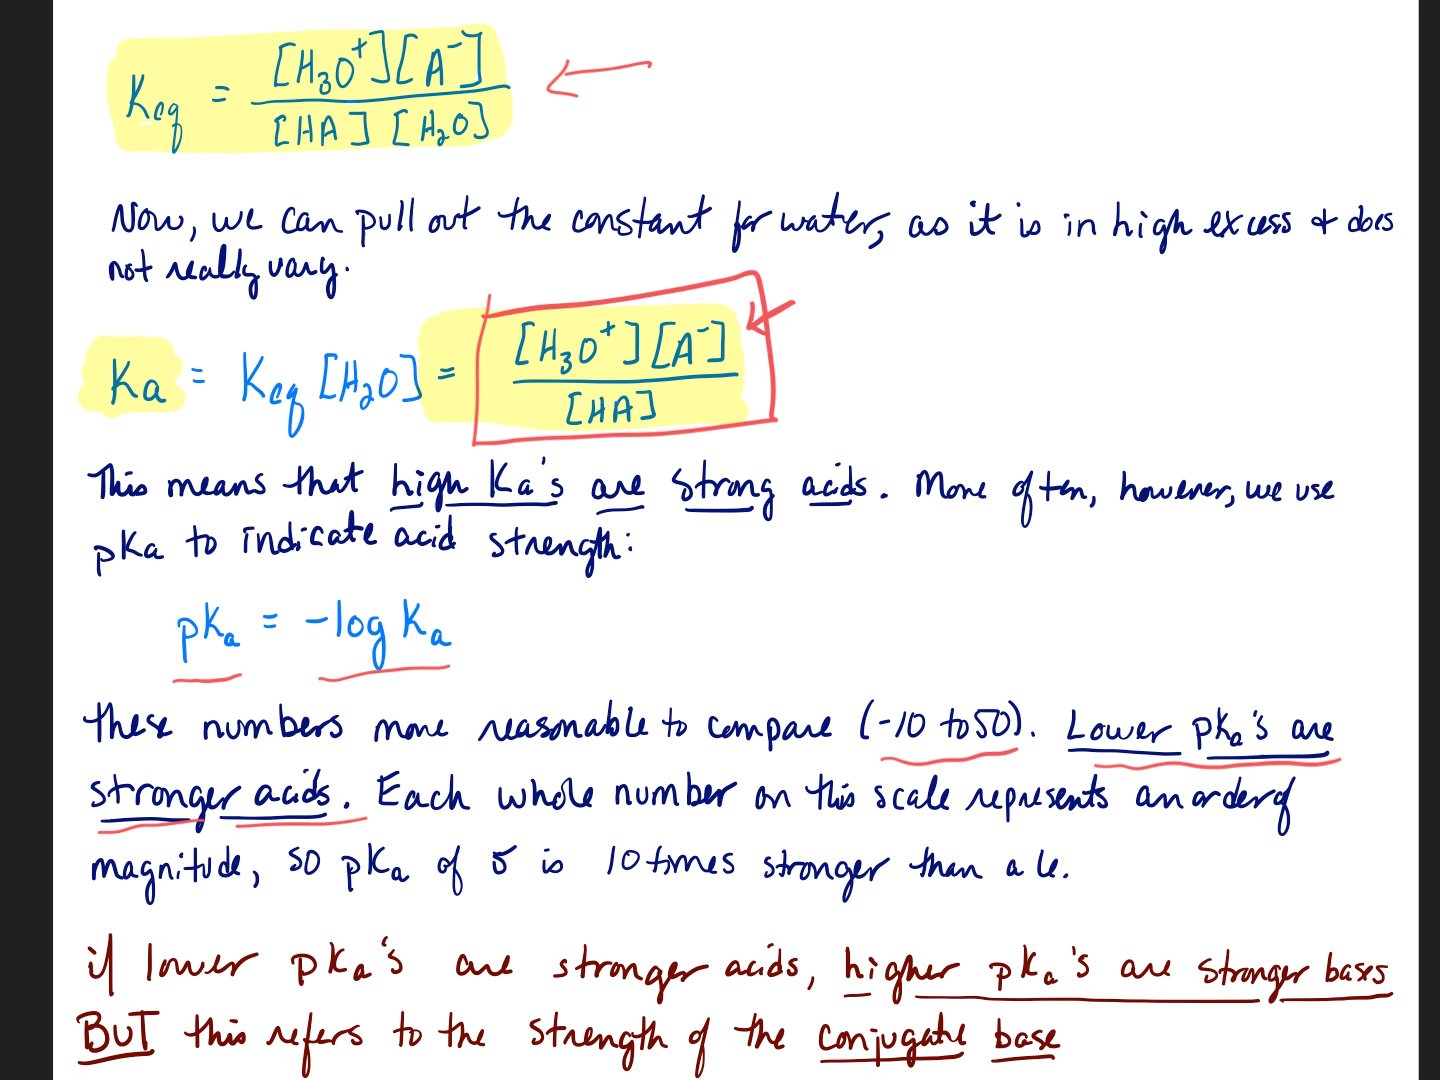 Keq = [H₃O⁺][A⁻] / [HA][H₂O]
Now, we can pull out the constant for water, as it is in high excess + does
not really vary.
Ka = Keq [H₂O] = [H₃O⁺][A⁻] / [HA]
This means that high Ka's are strong acids. More often, however, we use
pKa to indicate acid strength:
pKₐ = -log Kₐ
These numbers more reasonable to compare (-10 to 50). Lower pKₐ's are
stronger acids. Each whole number on this scale represents an order of
magnitude, so pKₐ of 5 is 10 times stronger than a 6.
if lower pKₐ's are stronger acids, higher pKₐ's are stronger bases
BUT this refers to the strength of the conjugate base